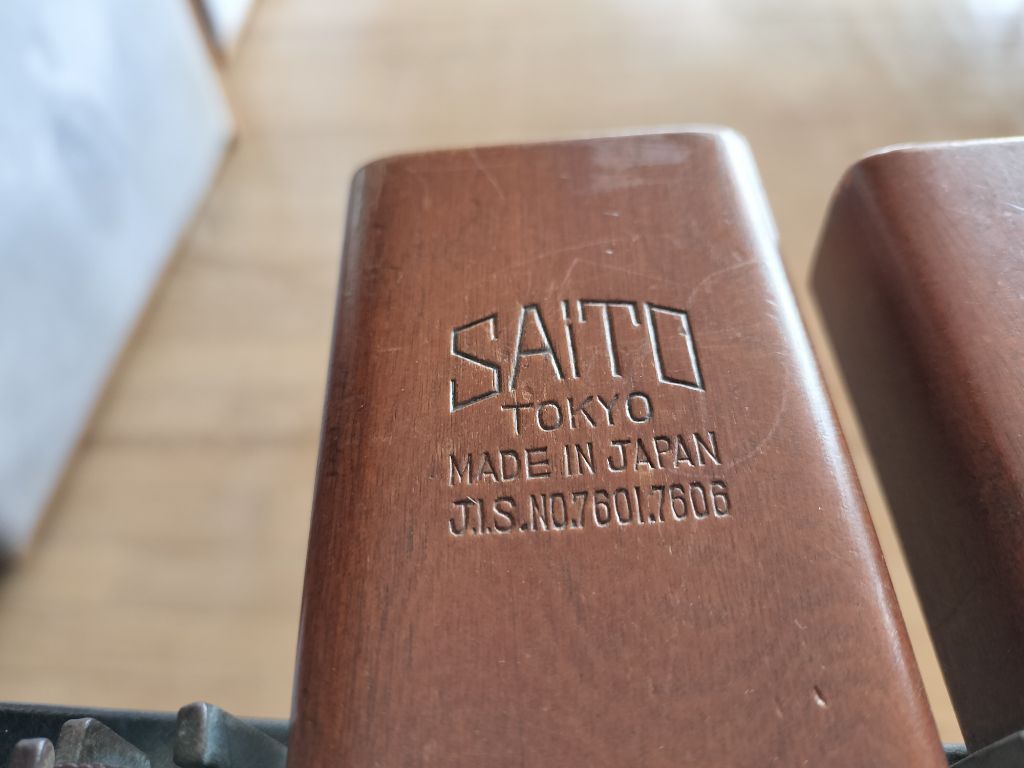 SAITO
TOKYO
MADE IN JAPAN
J.I.S.NO.7601.7606